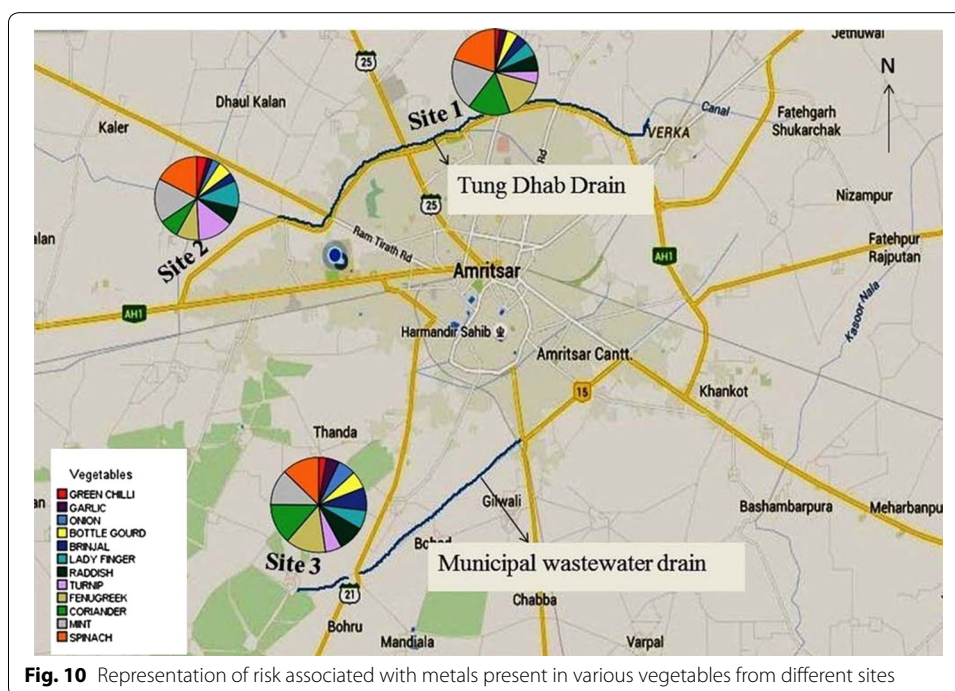 Jethuwal
N
25
Dhaul Kalan
Site 1
Kaler
Canal
VERKA
Fatehgarh
Shukarchak
Rd
Tung Dhab Drain
Nizampur
25
Site 2
Ram Tirath Rd
alan
Fatehpur
Rajputan
AH1
Amritsar
AH1
Kasoor Nala
Harmandir Sahib
Amritsar Cantt.
15
Khankot
Thanda
Vegetables
GREEN CHILLI
GARLIC
ONION
BOTTLE GOURD
BRINJAL
LADY FINGER
RADDISH
TURNIP
FENUGREEK
CORIANDER
MINT
SPINACH
an
Gilwali
Bashambarpura
Meharbanpu
Site 3
Municipal wastewater drain
21
Chabba
Bohru
Mandiala
Varpal
Fig. 10 Representation of risk associated with metals present in various vegetables from different sites